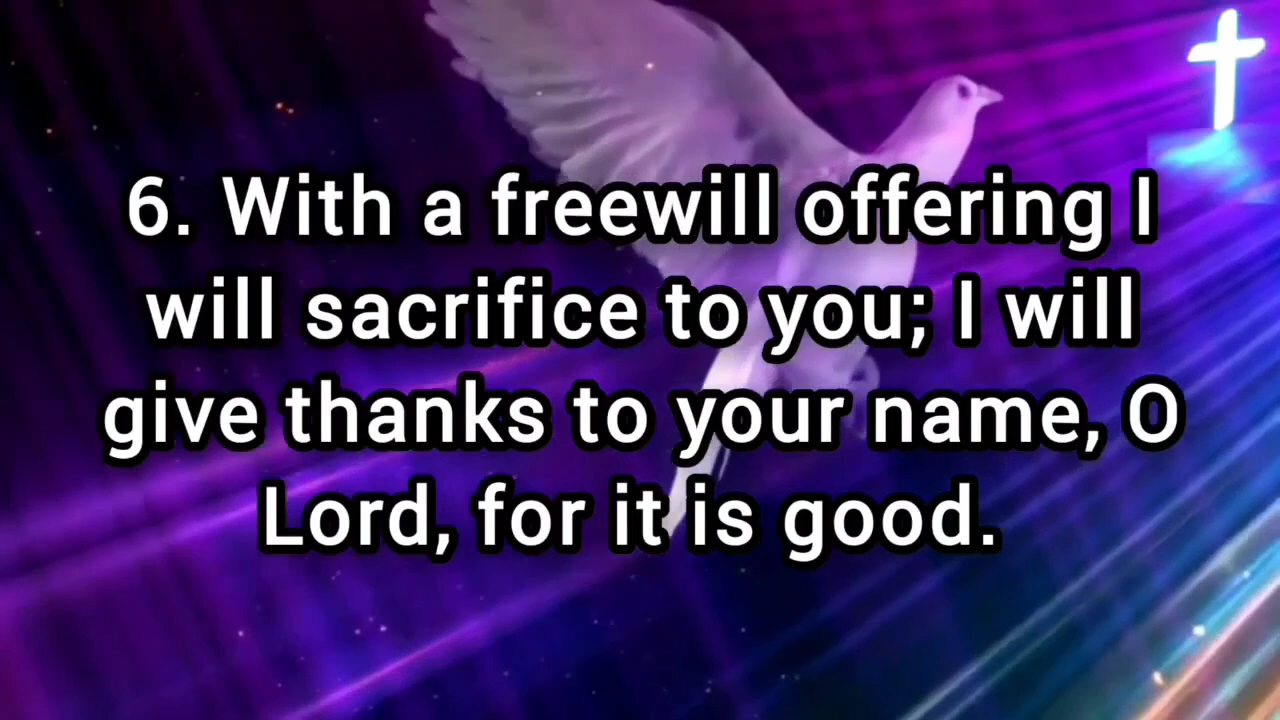 6. With a freewill offering I
will sacrifice to you; I will
give thanks to your name, O
Lord, for it is good.